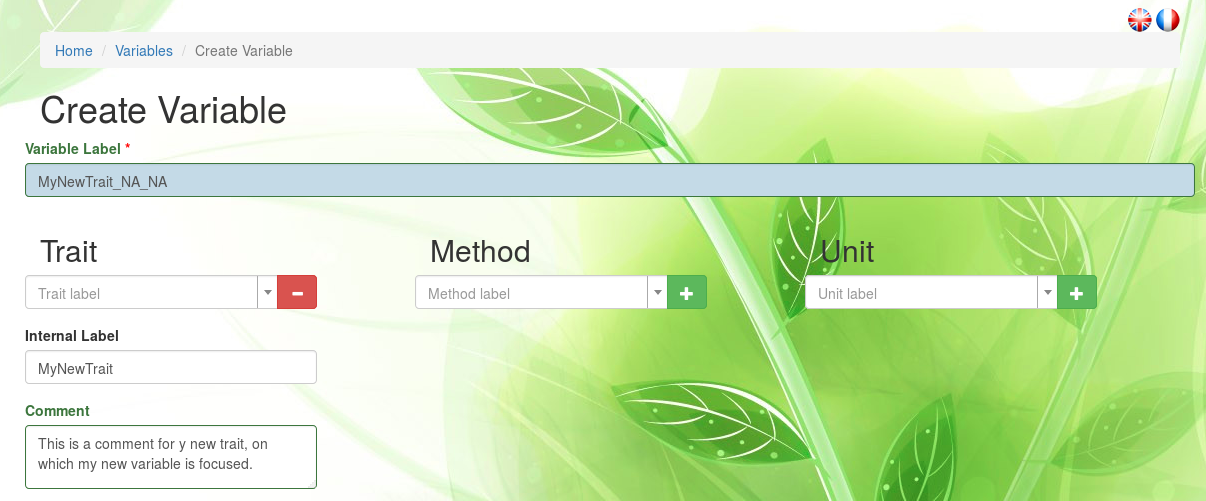 Home / Variables / Create Variable
Create Variable
Variable Label *
MyNewTrait_NA_NA
Trait Method Unit
Trait label Method label Unit label
Internal Label
MyNewTrait
Comment
This is a comment for y new trait, on
which my new variable is focused.